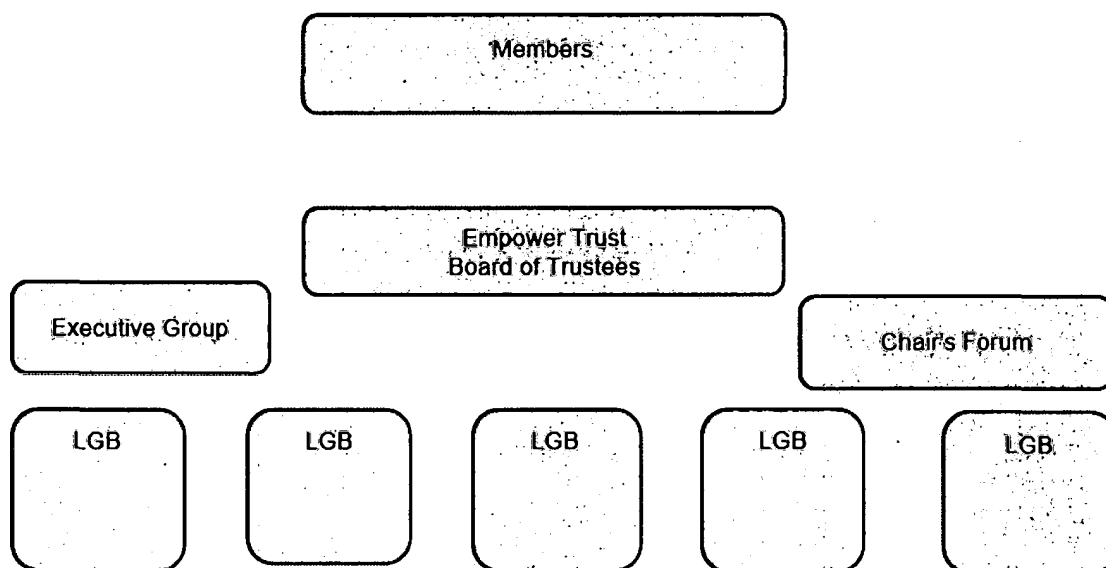 Members
Empower Trust
Board of Trustees
Executive Group
Chair's Forum
LGB
LGB
LGB
LGB
LGB